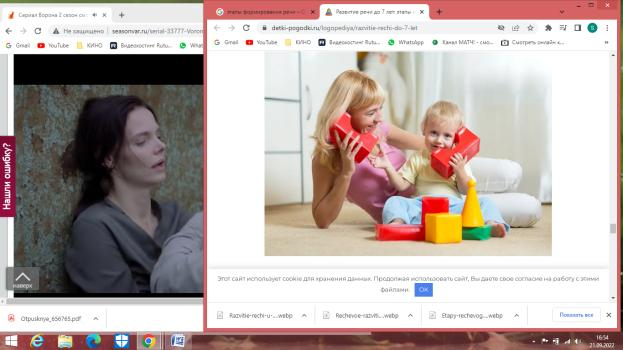 Сериал Ворона 2 сезон см
этапы формирования речи – С
Развитие речи до 7 лет: этапы
Не защищено | seasonvar.ru/serial-33777-Voron
detki-pogodki.ru/logopediya/razvitie-rechi-do-7-let
Gmail YouTube КИНО Видеохостинг Rutu... What
Gmail YouTube КИНО Видеохостинг Rutu... WhatsApp Канал МАТЧ! - смо... Смотреть онлайн к...
Нашли ошибку?
наверх
Этот сайт использует cookie для хранения данных. Продолжая использовать сайт, Вы даете свое согласие на работу с этими
файлами. OK
Otpusknye_656765.pdf
Razvitie-rechi-u-....webp
Rechevoe-razviti....webp
Etapy-rechevog....webp
Показать все
16:54
21.09.2022